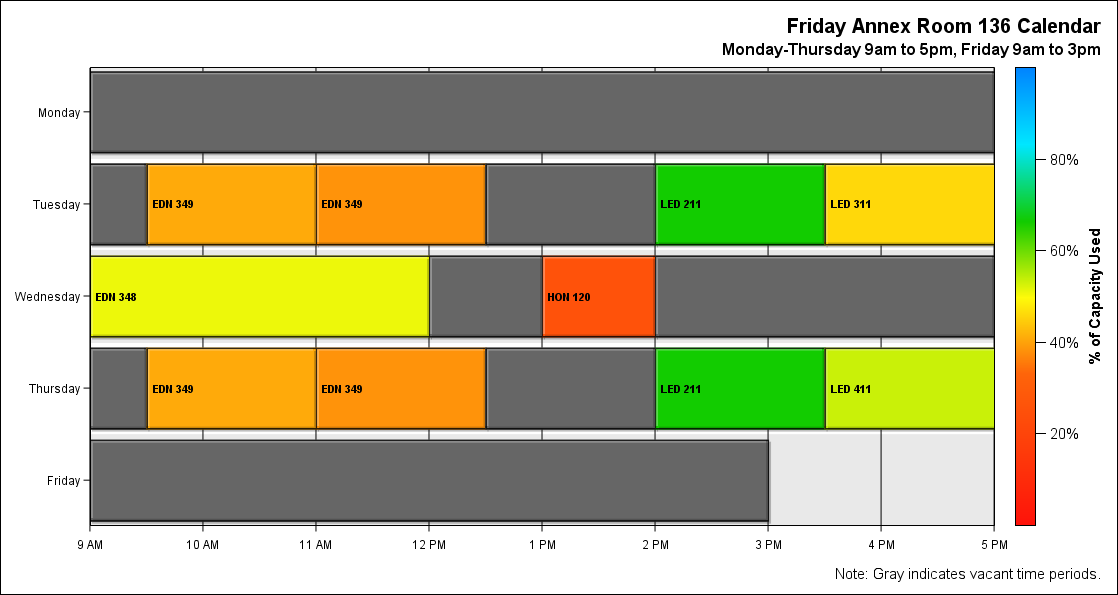 Friday Annex Room 136 Calendar
Monday-Thursday 9am to 5pm, Friday 9am to 3pm
Monday
Tuesday
EDN 349
EDN 349
LED 211
LED 311
Wednesday
EDN 348
HON 120
Thursday
EDN 349
EDN 349
LED 211
LED 411
Friday
9 AM
10 AM
11 AM
12 PM
1 PM
2 PM
3 PM
4 PM
5 PM
80%
60%
40%
20%
% of Capacity Used
Note: Gray indicates vacant time periods.